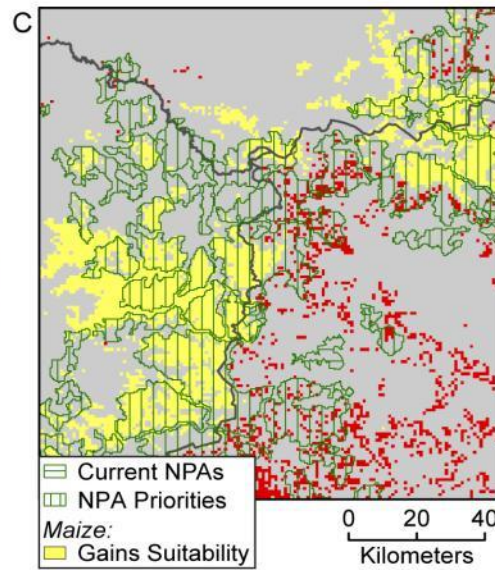 C
Current NPAs
NPA Priorities
Maize:
Gains Suitability
0 20 40
Kilometers